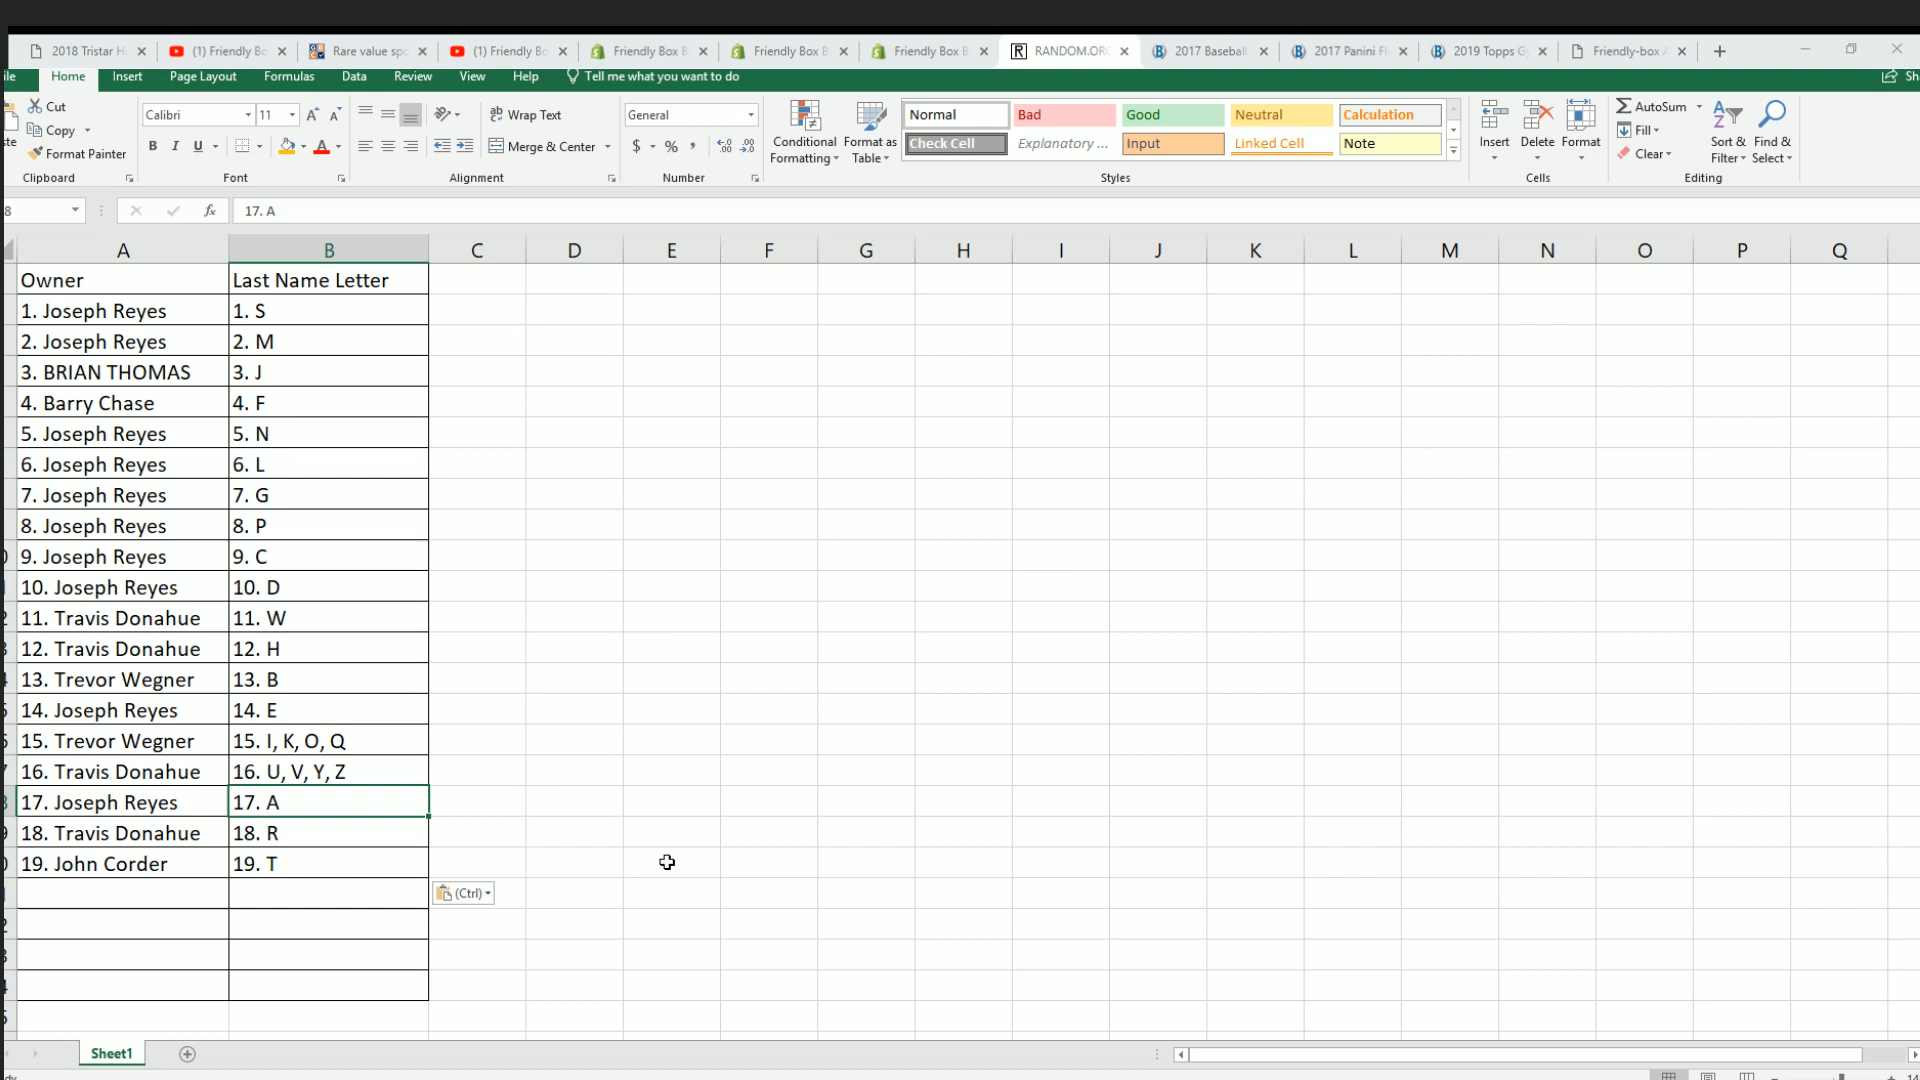 2018 Tristar H
(1) Friendly Bo
Rare value spo
(1) Friendly Bo
Friendly Box B
Friendly Box B
Friendly Box B
RANDOM.ORG
2017 Baseball
2017 Panini Fl
2019 Topps Gy
Friendly-box A
ile Home Insert Page Layout Formulas Data Review View Help Tell me what you want to do Sha
Cut
Copy
Format Painter
ste
Clipboard
Calibri 11
B I U
Font
Wrap Text
Merge & Center
Alignment
General
$ % ,
Number
Conditional Formatting
Format as Table
Normal Bad Good Neutral Calculation
Check Cell Explanatory ... Input Linked Cell Note
Styles
Insert Delete Format
Cells
AutoSum
Fill
Clear
Sort & Filter
Find & Select
Editing
8 fx 17. A
A B C D E F G H I J K L M N O P Q
Owner Last Name Letter
1. Joseph Reyes 1. S
2. Joseph Reyes 2. M
3. BRIAN THOMAS 3. J
4. Barry Chase 4. F
5. Joseph Reyes 5. N
6. Joseph Reyes 6. L
7. Joseph Reyes 7. G
8. Joseph Reyes 8. P
9. Joseph Reyes 9. C
10. Joseph Reyes 10. D
11. Travis Donahue 11. W
12. Travis Donahue 12. H
13. Trevor Wegner 13. B
14. Joseph Reyes 14. E
15. Trevor Wegner 15. I, K, O, Q
16. Travis Donahue 16. U, V, Y, Z
17. Joseph Reyes 17. A
18. Travis Donahue 18. R
19. John Corder 19. T
(Ctrl)
Sheet1